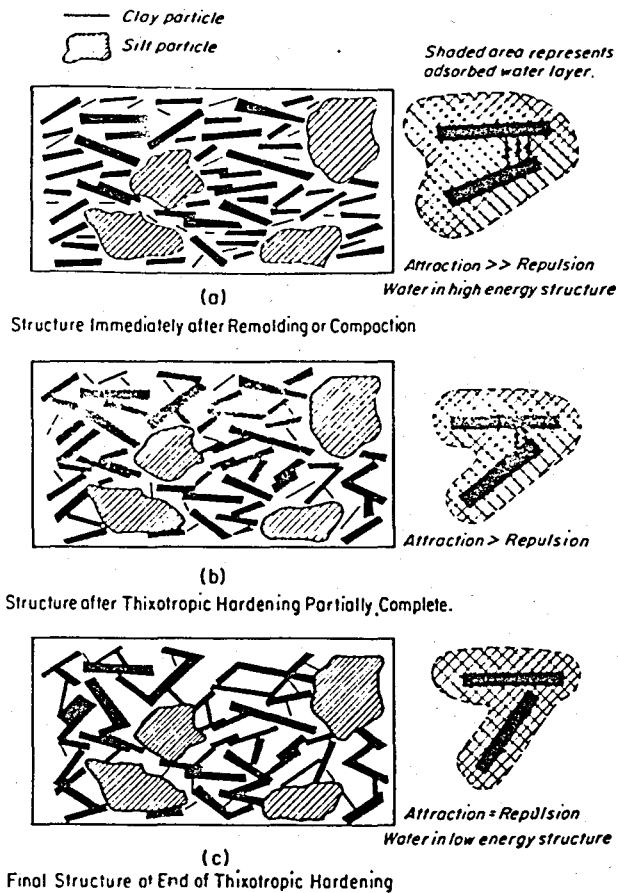 Clay particle
Silt particle
Shaded area represents
adsorbed water layer.
Attraction >> Repulsion
Water in high energy structure
(a)
Structure Immediately after Remolding or Compaction
Attraction > Repulsion
(b)
Structure after Thixotropic Hardening Partially Complete.
Attraction = Repulsion
Water in low energy structure
(c)
Final Structure at End of Thixotropic Hardening